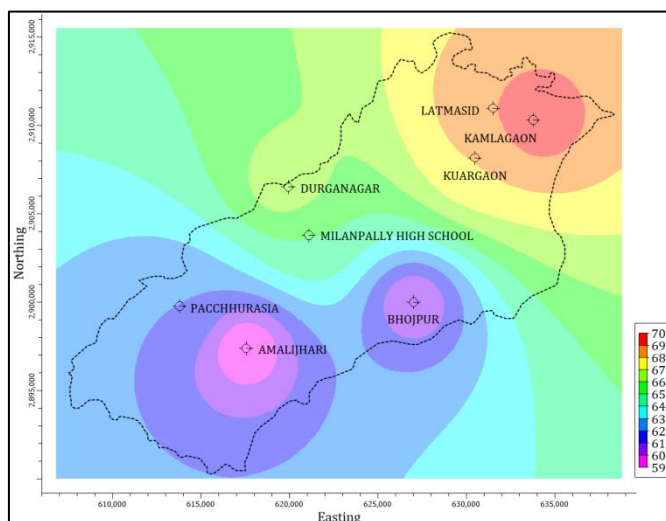 2,915,000
2,910,000
2,905,000
2,900,000
2,895,000
Northing
LATMASID
KAMLAGAON
KUARGAON
DURGANAGAR
MILANPALLY HIGH SCHOOL
PACCHHURASIA
BHOJPUR
AMALIJHARI
70
69
68
67
66
65
64
63
62
61
60
59
610,000 615,000 620,000 625,000 630,000 635,000
Easting